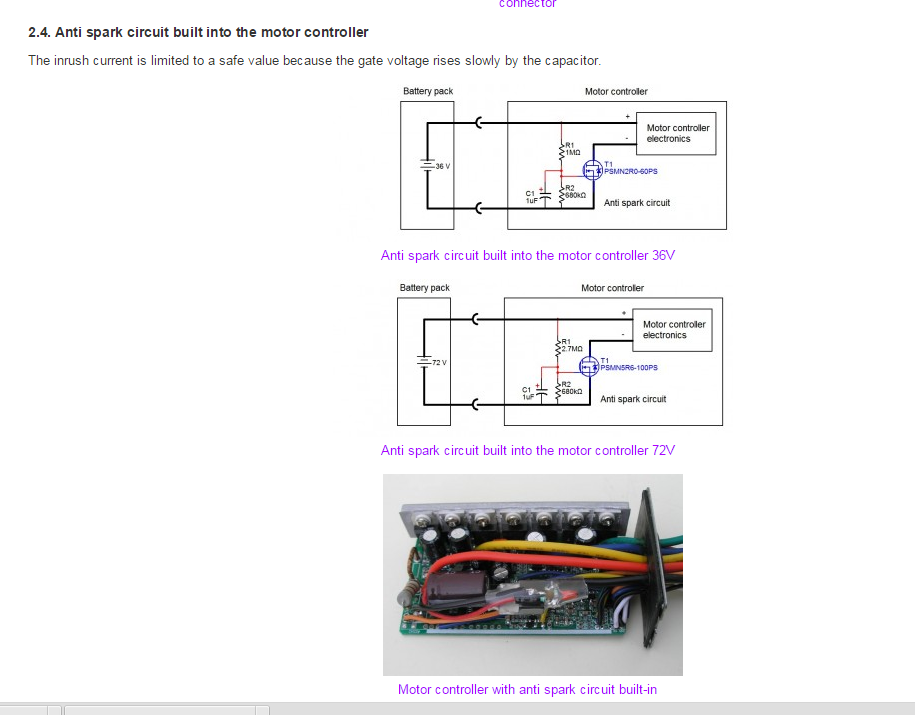 connector
2.4. Anti spark circuit built into the motor controller
The inrush current is limited to a safe value because the gate voltage rises slowly by the capacitor.
Battery pack
Motor controller
+
-
Motor controller
electronics
R1
1MΩ
T1
PSMN2R0-60PS
36 V
+
C1
1uF
R2
680kΩ
Anti spark circuit
Anti spark circuit built into the motor controller 36V
Battery pack
Motor controller
+
-
Motor controller
electronics
R1
2.7MΩ
T1
PSMN5R6-100PS
72 V
+
C1
1uF
R2
680kΩ
Anti spark circuit
Anti spark circuit built into the motor controller 72V
Motor controller with anti spark circuit built-in